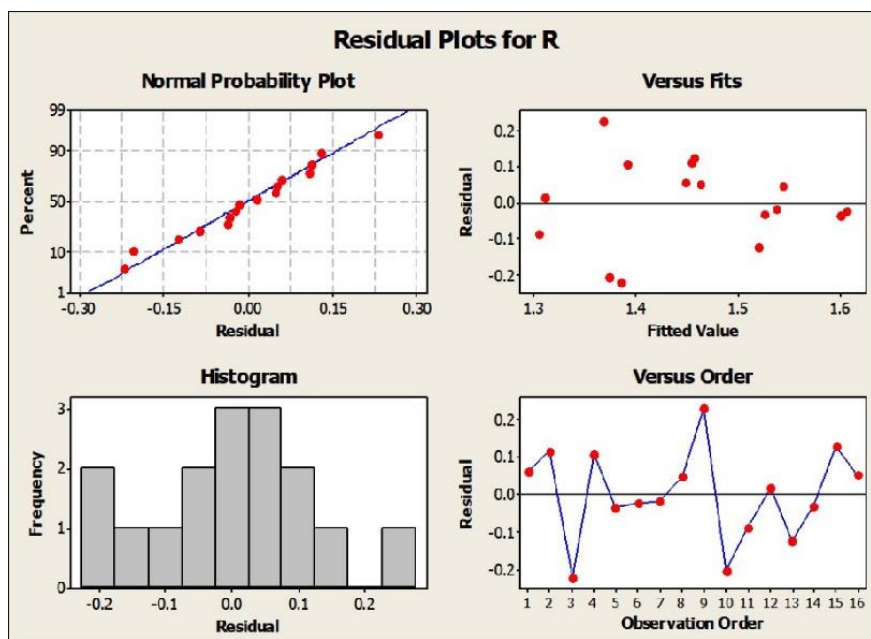 Residual Plots for R
Normal Probability Plot
99
90
50
10
1
Percent
-0.30 -0.15 0.00 0.15 0.30
Residual
Versus Fits
0.2
0.1
0.0
-0.1
-0.2
Residual
1.3 1.4 1.5 1.6
Fitted Value
Histogram
3
2
1
0
Frequency
-0.2 -0.1 0.0 0.1 0.2
Residual
Versus Order
0.2
0.1
0.0
-0.1
-0.2
Residual
1 2 3 4 5 6 7 8 9 10 11 12 13 14 15 16
Observation Order